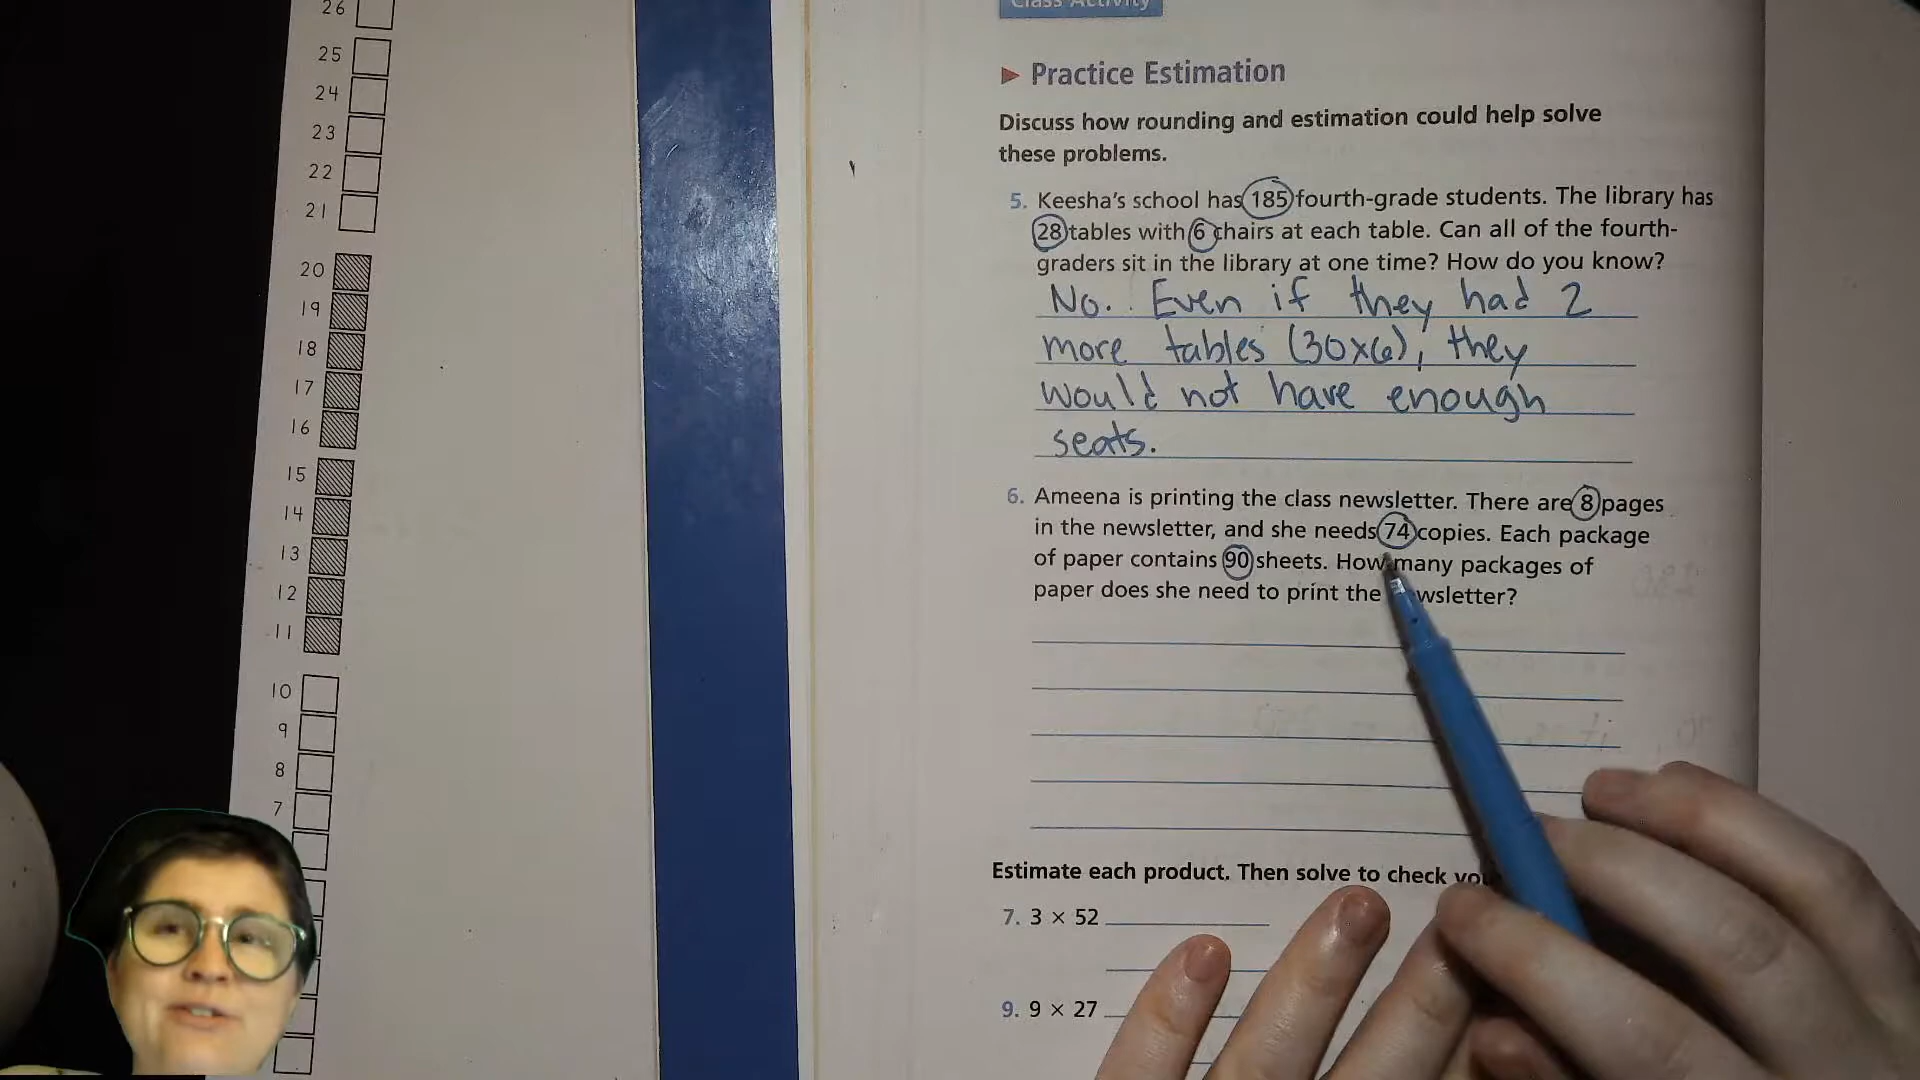 26
25
24
23
22
21
20
19
18
17
16
15
14
13
12
11
10
9
8
7
Class Activity
Practice Estimation
Discuss how rounding and estimation could help solve
these problems.
5. Keesha's school has 185 fourth-grade students. The library has
28 tables with 6 chairs at each table. Can all of the fourth-
graders sit in the library at one time? How do you know?
No. Even if they had 2
more tables (30x6), they
would not have enough
seats.
6. Ameena is printing the class newsletter. There are 8 pages
in the newsletter, and she needs 74 copies. Each package
of paper contains 90 sheets. How many packages of
paper does she need to print the wsletter?
Estimate each product. Then solve to check
7. 3 × 52
9. 9 × 27